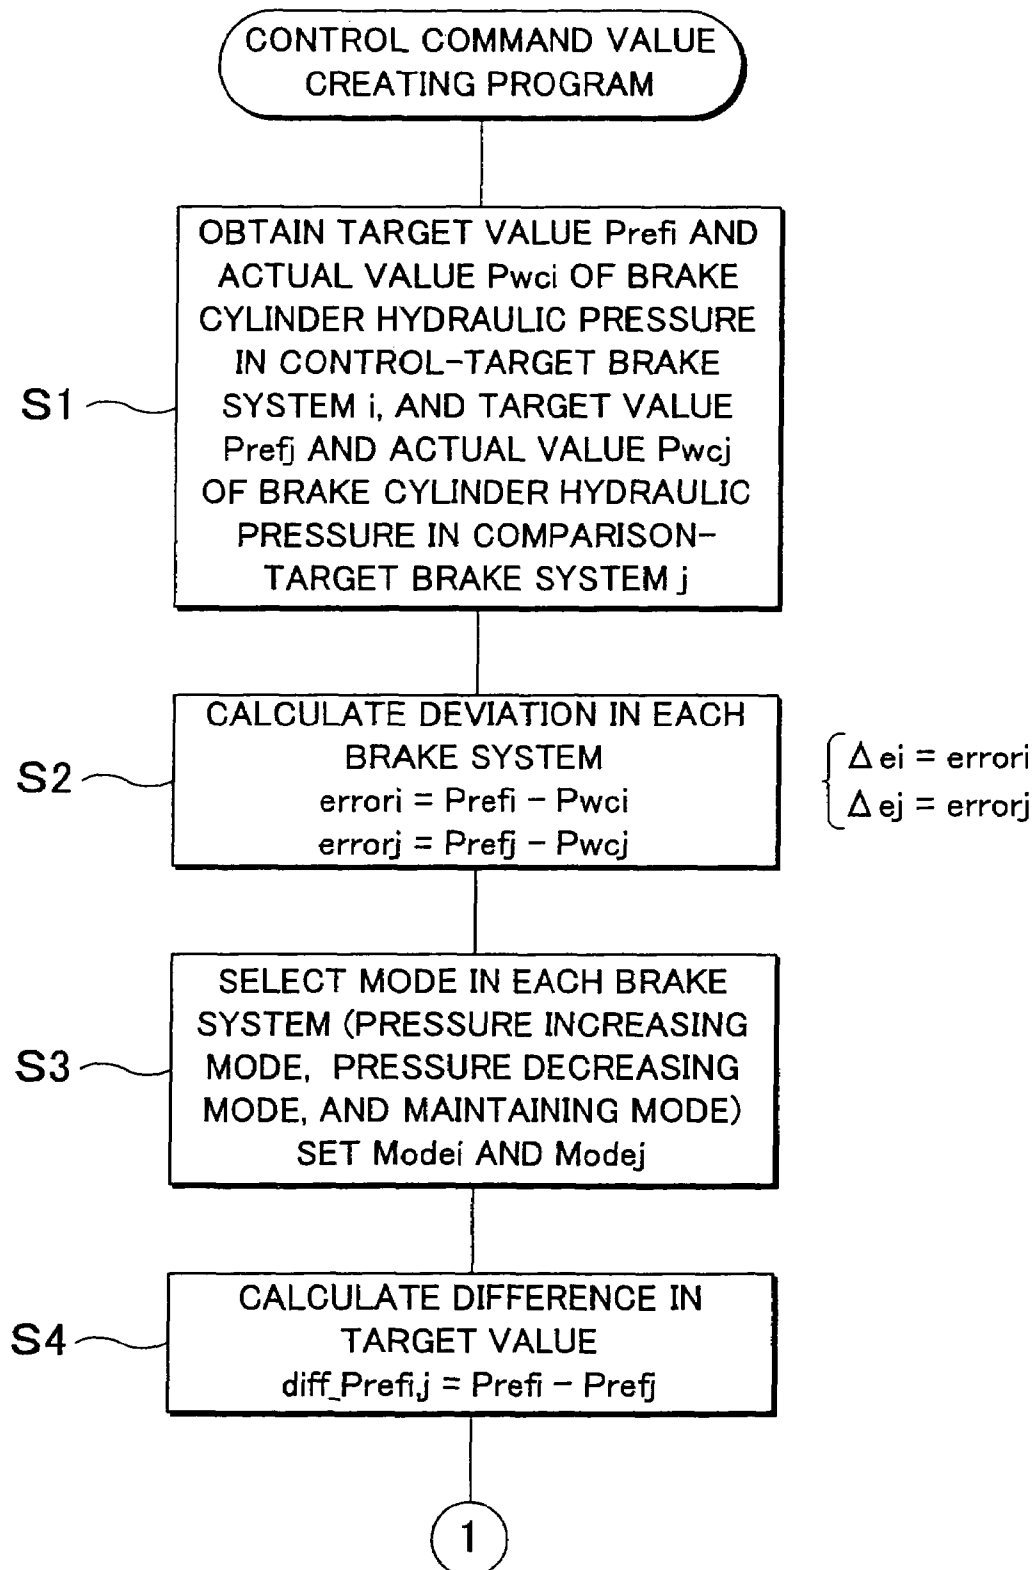 CONTROL COMMAND VALUE
CREATING PROGRAM
S1
OBTAIN TARGET VALUE Prefi AND
ACTUAL VALUE Pwci OF BRAKE
CYLINDER HYDRAULIC PRESSURE
IN CONTROL-TARGET BRAKE
SYSTEM i, AND TARGET VALUE
Prefj AND ACTUAL VALUE Pwcj
OF BRAKE CYLINDER HYDRAULIC
PRESSURE IN COMPARISON-
TARGET BRAKE SYSTEM j
S2
CALCULATE DEVIATION IN EACH
BRAKE SYSTEM
errori = Prefi - Pwci
errorj = Prefj - Pwcj
Δei = errori
Δej = errorj
S3
SELECT MODE IN EACH BRAKE
SYSTEM (PRESSURE INCREASING
MODE, PRESSURE DECREASING
MODE, AND MAINTAINING MODE)
SET Modei AND Modej
S4
CALCULATE DIFFERENCE IN
TARGET VALUE
diff_Prefi,j = Prefi - Prefj
1